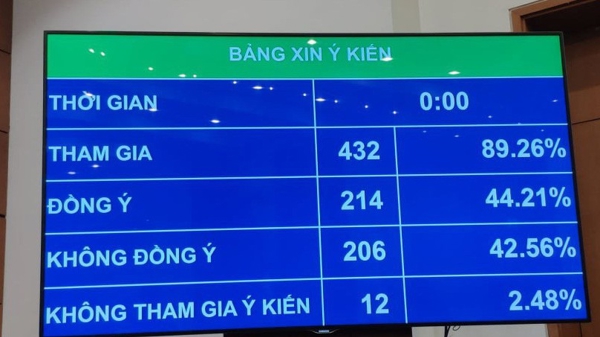 BẢNG XIN Ý KIẾN
THỜI GIAN 0:00
THAM GIA 432 89.26%
ĐỒNG Ý 214 44.21%
KHÔNG ĐỒNG Ý 206 42.56%
KHÔNG THAM GIA Ý KIẾN 12 2.48%